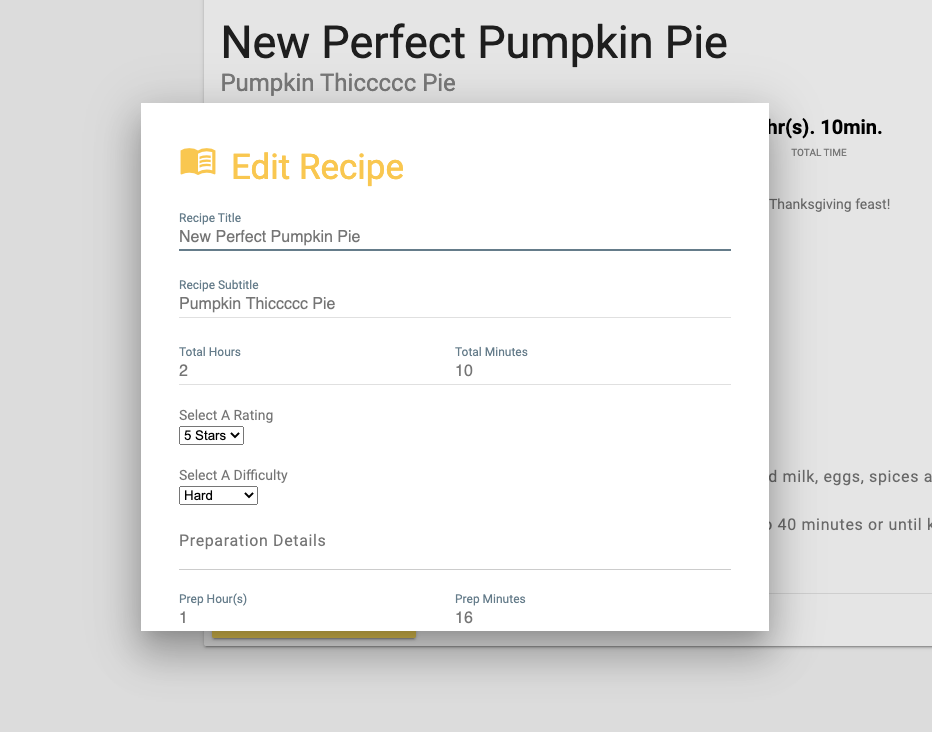 New Perfect Pumpkin Pie
Pumpkin Thiccccc Pie
hr(s). 10min.
TOTAL TIME
Thanksgiving feast!
Edit Recipe
Recipe Title
New Perfect Pumpkin Pie
Recipe Subtitle
Pumpkin Thiccccc Pie
Total Hours Total Minutes
2 10
Select A Rating
5 Stars
Select A Difficulty
Hard
milk, eggs, spices
40 minutes or until
Preparation Details
Prep Hour(s) Prep Minutes
1 16